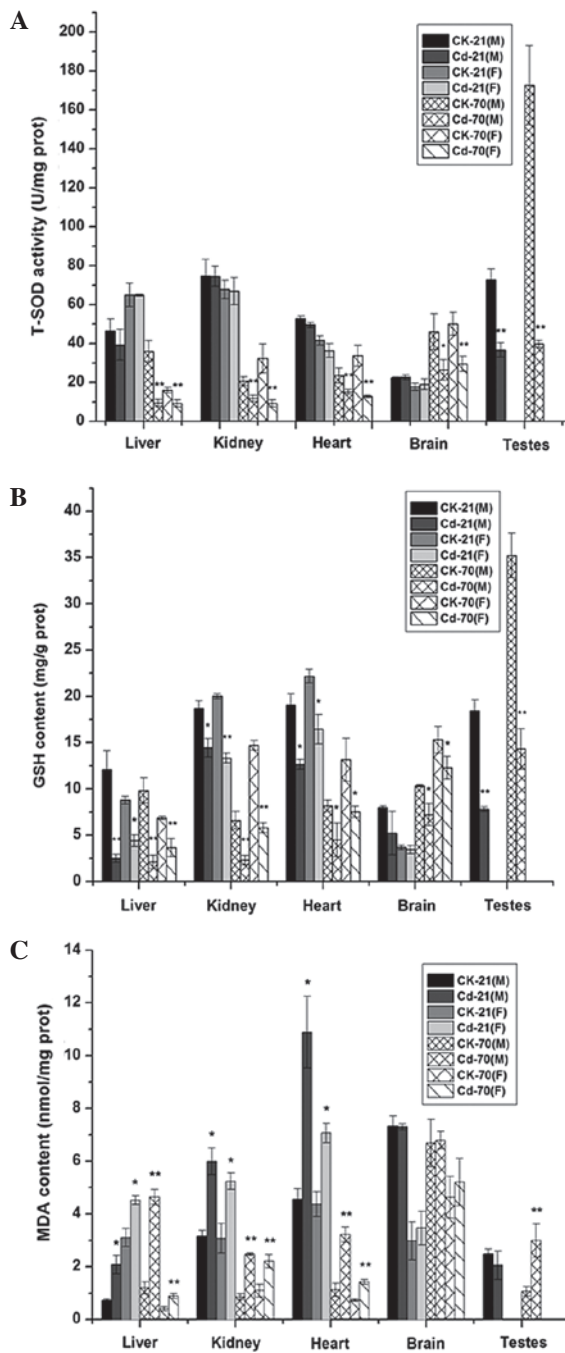 A
T-SOD activity (U/mg prot)
220
200
180
160
140
120
100
80
60
40
20
0
CK-21(M)
Cd-21(M)
CK-21(F)
Cd-21(F)
CK-70(M)
Cd-70(M)
CK-70(F)
Cd-70(F)
** ** ** ** * ** ** **
Liver Kidney Heart Brain Testes
B
GSH content (mg/g prot)
40
35
30
25
20
15
10
5
0
CK-21(M)
Cd-21(M)
CK-21(F)
Cd-21(F)
CK-70(M)
Cd-70(M)
CK-70(F)
Cd-70(F)
** * ** ** * ** ** ** * * * * * * ** **
Liver Kidney Heart Brain Testes
C
MDA content (nmol/mg prot)
14
12
10
8
6
4
2
0
CK-21(M)
Cd-21(M)
CK-21(F)
Cd-21(F)
CK-70(M)
Cd-70(M)
CK-70(F)
Cd-70(F)
* * ** ** * * ** ** * * ** ** **
Liver Kidney Heart Brain Testes